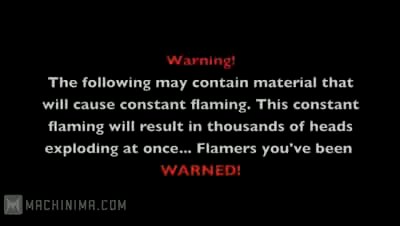 Warning!
The following may contain material that
will cause constant flaming. This constant
flaming will result in thousands of heads
exploding at once... Flamers you've been
WARNED!
MACHINIMA.COM